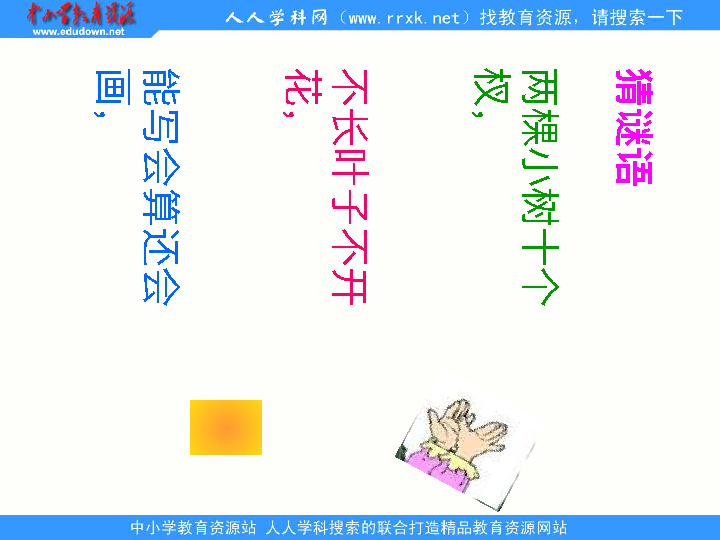 中小学教育资源
www.edudown.net
人人学科网（www.rrxk.net）找教育资源，请搜索一下
猜谜语
两棵小树十个
杈，
不长叶子不开
花，
能写会算还会
画，
中小学教育资源站 人人学科搜索的联合打造精品教育资源网站